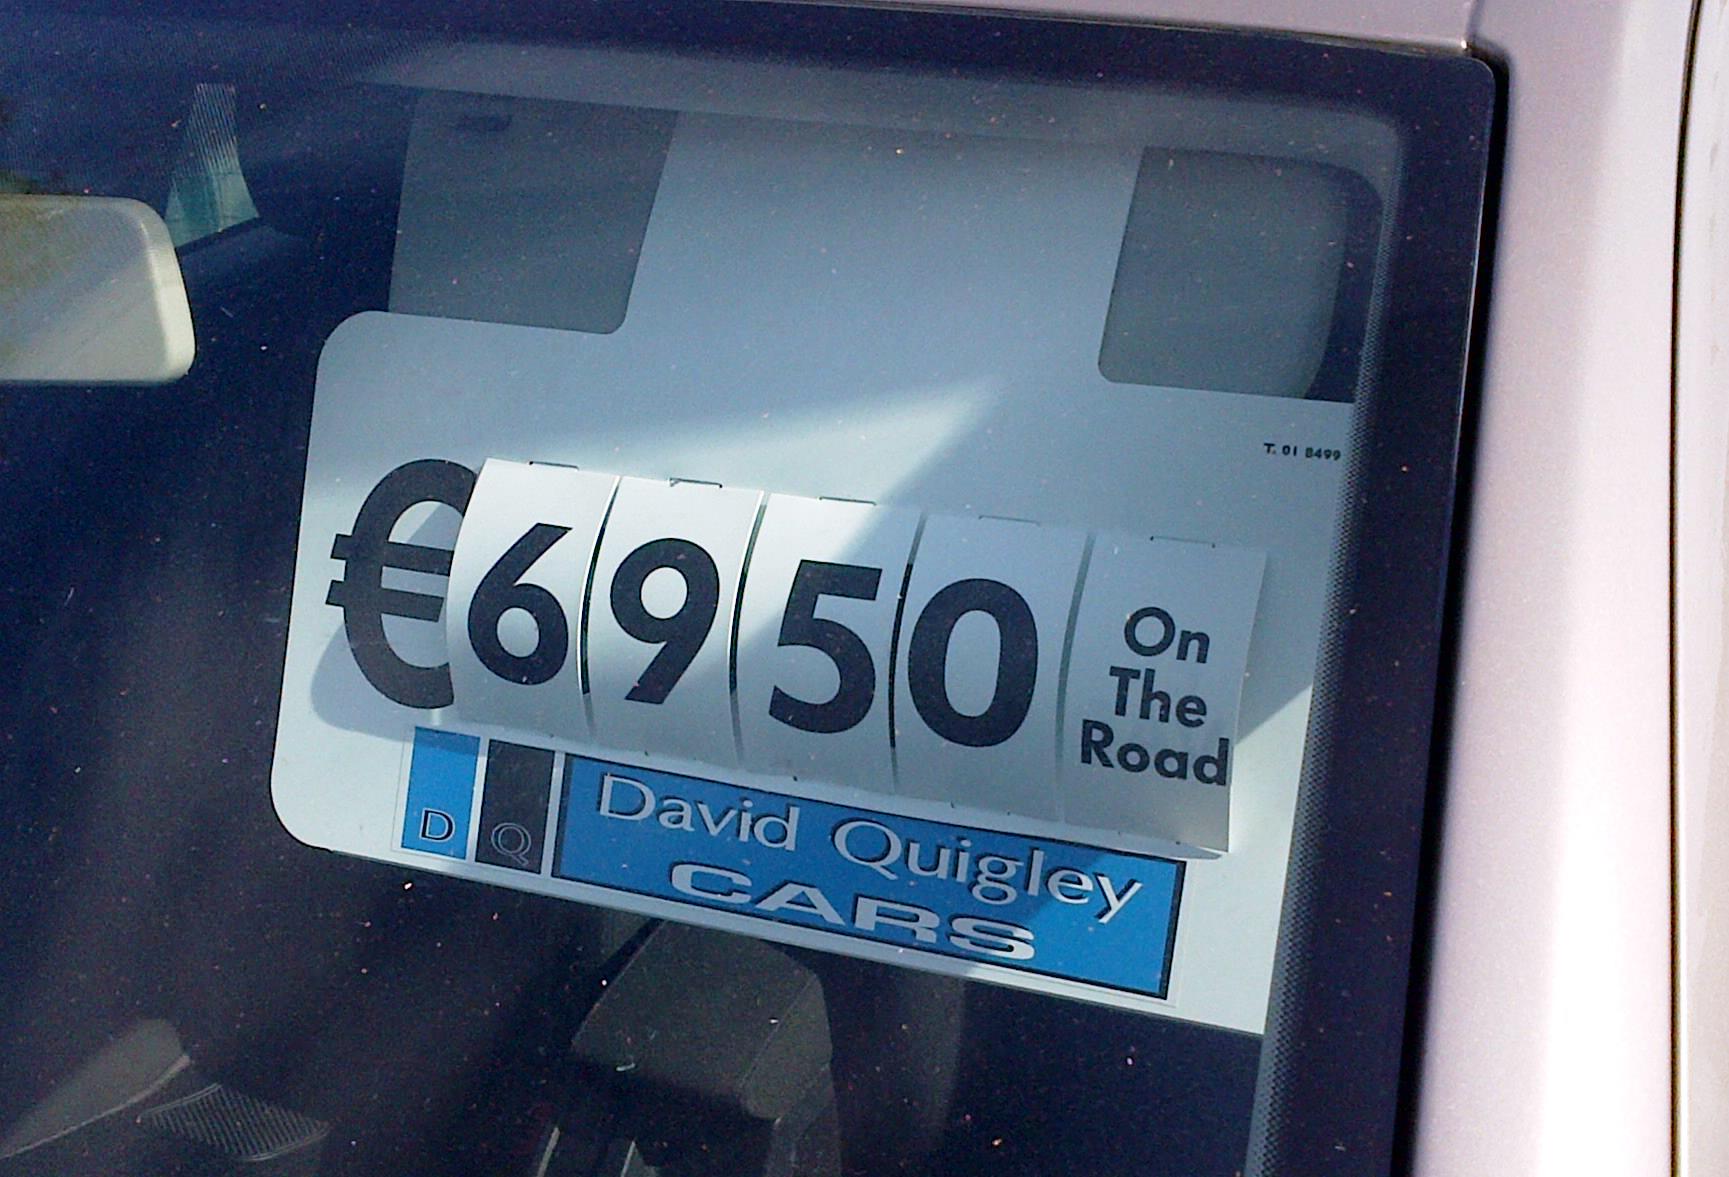 T. 01 8499
€6950 On The Road
D Q David Quigley
CARS